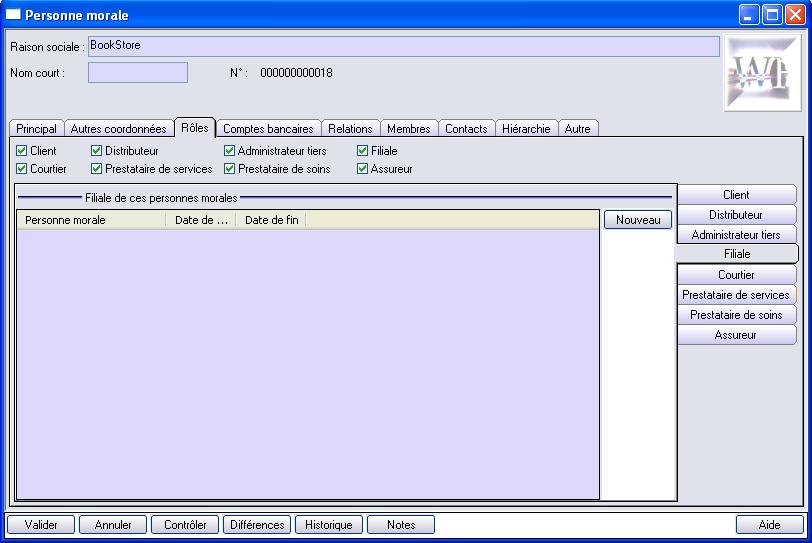 Personne morale
Raison sociale : BookStore
Nom court : N° : 000000000018
Principal Autres coordonnées Rôles Comptes bancaires Relations Membres Contacts Hiérarchie Autre
Client Distributeur Administrateur tiers Filiale
Courtier Prestataire de services Prestataire de soins Assureur
Filiale de ces personnes morales
Personne morale Date de ... Date de fin
Nouveau
Client
Distributeur
Administrateur tiers
Filiale
Courtier
Prestataire de services
Prestataire de soins
Assureur
Valider Annuler Contrôler Différences Historique Notes Aide